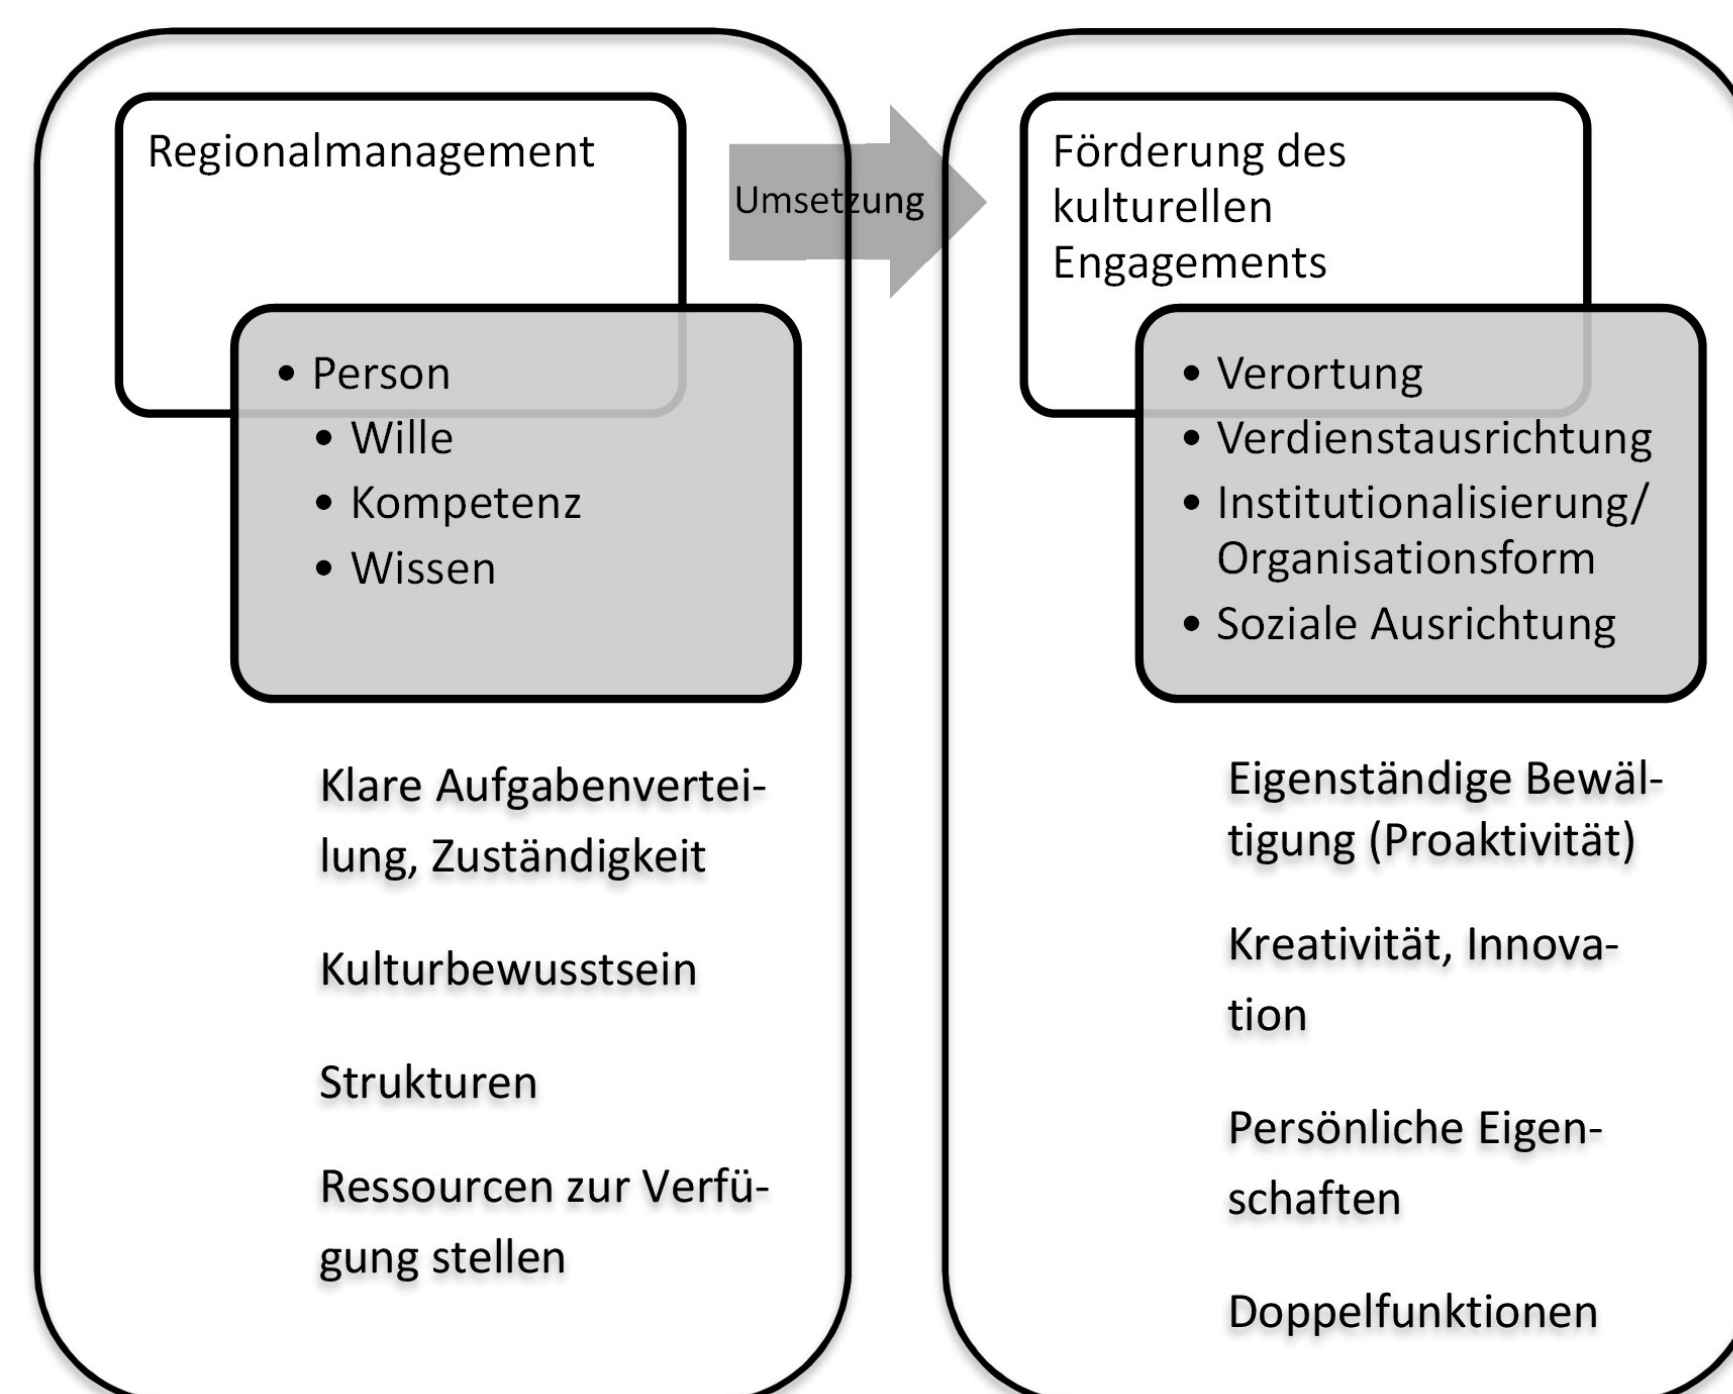 Regionalmanagement
• Person
• Wille
• Kompetenz
• Wissen
Klare Aufgabenvertei-
lung, Zuständigkeit
Kulturbewusstsein
Strukturen
Ressourcen zur Verfü-
gung stellen
Umsetzung
Förderung des
kulturellen
Engagements
• Verortung
• Verdienstausrichtung
• Institutionalisierung/
Organisationsform
• Soziale Ausrichtung
Eigenständige Bewäl-
tigung (Proaktivität)
Kreativität, Innova-
tion
Persönliche Eigen-
schaften
Doppelfunktionen